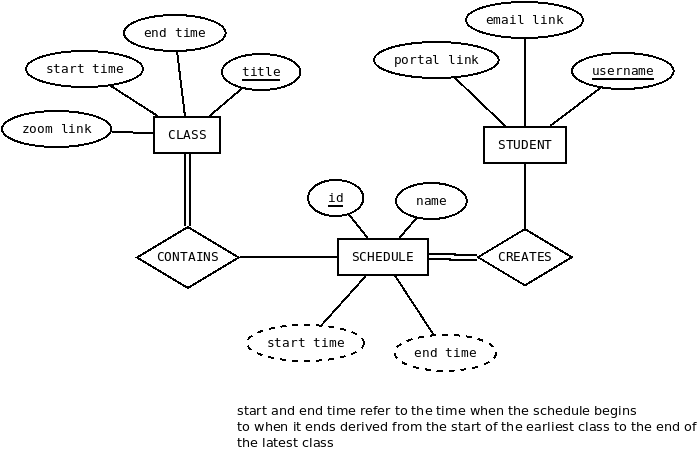 email link
end time
portal link
start time
title
username
zoom link
CLASS
STUDENT
id
name
CONTAINS
SCHEDULE
CREATES
start time
end time
start and end time refer to the time when the schedule begins
to when it ends derived from the start of the earliest class to the end of
the latest class